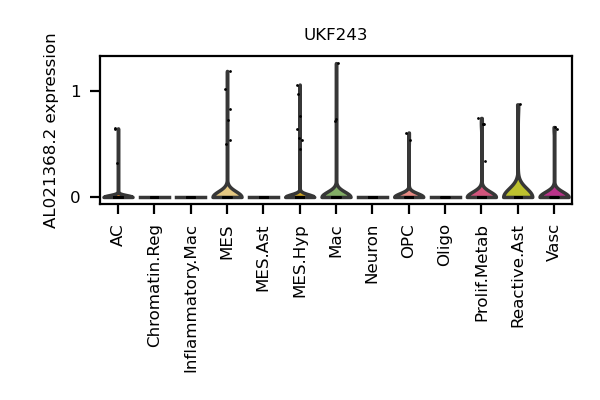 UKF243
AL021368.2 expression
1
0
AC
Chromatin.Reg
Inflammatory.Mac
MES
MES.Ast
MES.Hyp
Mac
Neuron
OPC
Oligo
Prolif.Metab
Reactive.Ast
Vasc